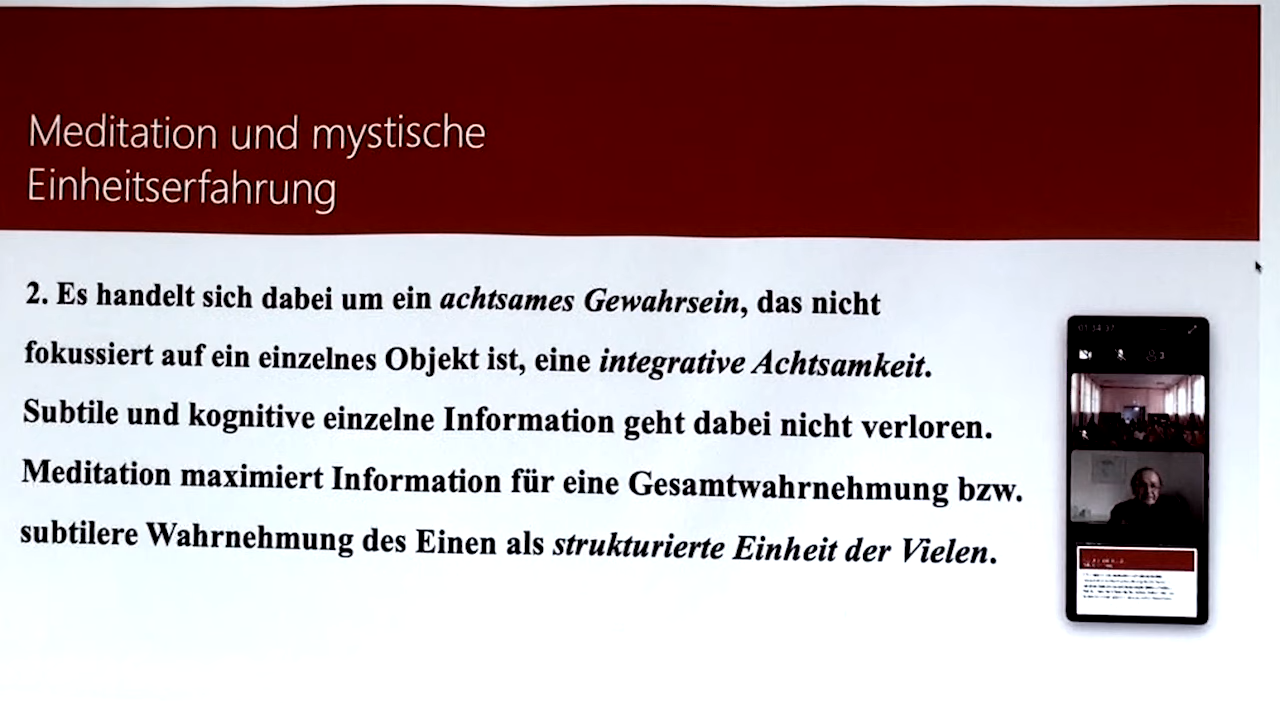 Meditation und mystische
Einheitserfahrung
2. Es handelt sich dabei um ein achtsames Gewahrsein, das nicht
fokussiert auf ein einzelnes Objekt ist, eine integrative Achtsamkeit.
Subtile und kognitive einzelne Information geht dabei nicht verloren.
Meditation maximiert Information für eine Gesamtwahrnehmung bzw.
subtilere Wahrnehmung des Einen als strukturierte Einheit der Vielen.